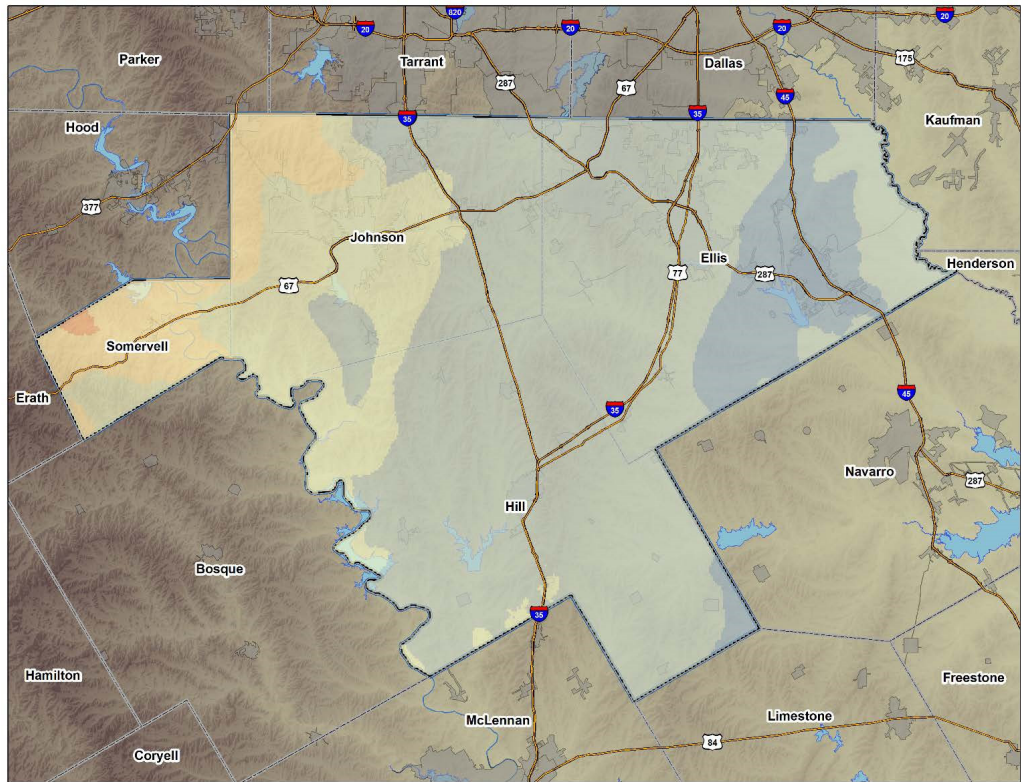 820
20
20
20
20
Parker
Tarrant
Dallas
175
287
67
45
Hood
35
35
Kaufman
377
Johnson
Ellis
Henderson
77
287
67
Somervell
Erath
45
35
Navarro
287
Hill
Bosque
35
Hamilton
Freestone
McLennan
Limestone
84
Coryell